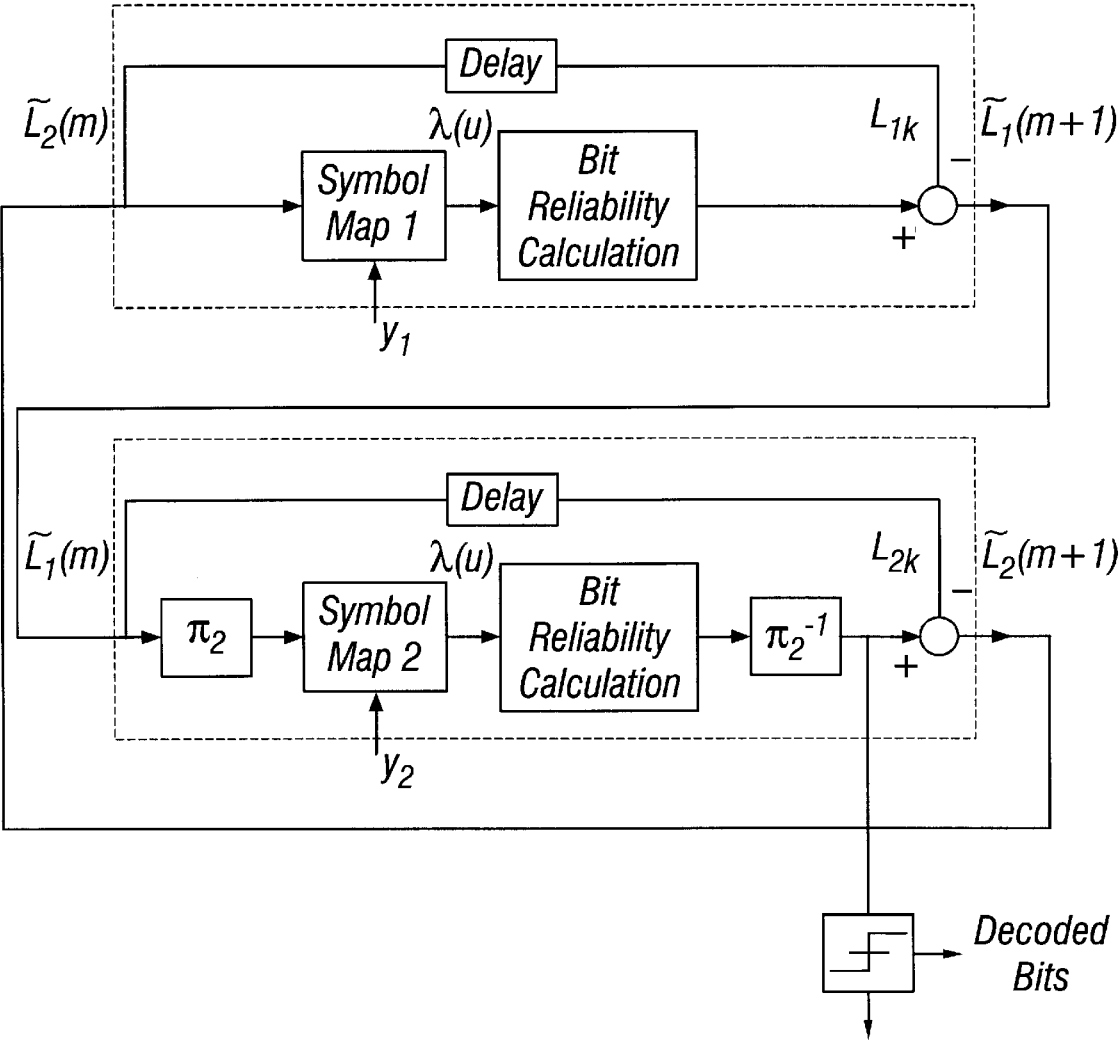 Delay
L̃₂(m)
λ(u)
L₁ₖ
L̃₁(m+1)
−
Symbol
Map 1
Bit
Reliability
Calculation
+
y₁
Delay
L̃₁(m)
λ(u)
L₂ₖ
L̃₂(m+1)
−
π₂
Symbol
Map 2
Bit
Reliability
Calculation
π₂⁻¹
+
y₂
Decoded
Bits